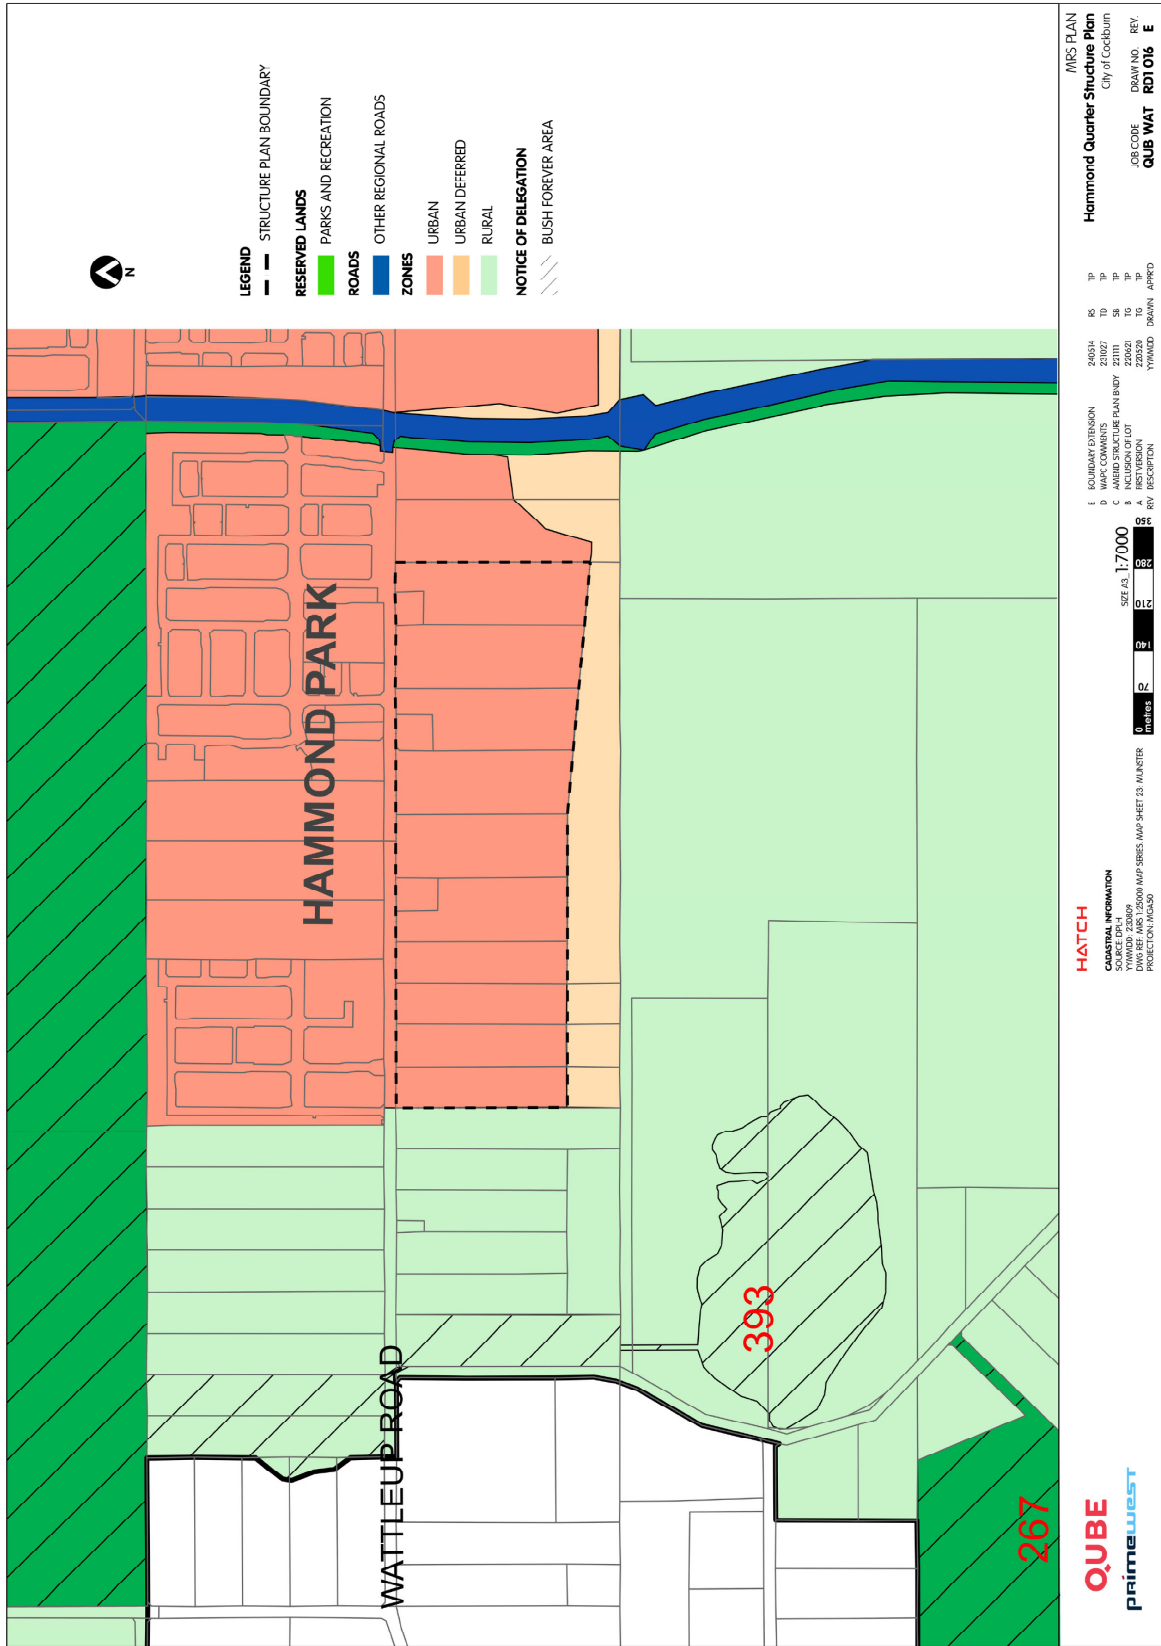 HAMMOND PARK
WATTLEUP ROAD
393
267
N
LEGEND
STRUCTURE PLAN BOUNDARY
RESERVED LANDS
PARKS AND RECREATION
ROADS
OTHER REGIONAL ROADS
ZONES
URBAN
URBAN DEFERRED
RURAL
NOTICE OF DELEGATION
BUSH FOREVER AREA
QUBE
primewest
HATCH
CADASTRAL INFORMATION
SOURCE: DPLH
YYMMDD: 230809
DWG REF: MRS 1:25000 MAP SERIES: MAP SHEET 23: MUNSTER
PROJECTION: MGA50
SIZE A3_1:7000
0 70 140 210 280 350
metres
E BOUNDARY EXTENSION 240514 RS TP
D WAPC COMMENTS 231027 TD TP
C AMEND STRUCTURE PLAN BNDY 221111 SB TP
B INCLUSION OF LOT 220621 TG TP
A FIRST VERSION 220520 TG TP
REV DESCRIPTION YYMMDD DRAWN APPR'D
MRS PLAN
Hammond Quarter Structure Plan
City of Cockburn
JOB CODE DRAW NO. REV.
QUB WAT RD1 016 E